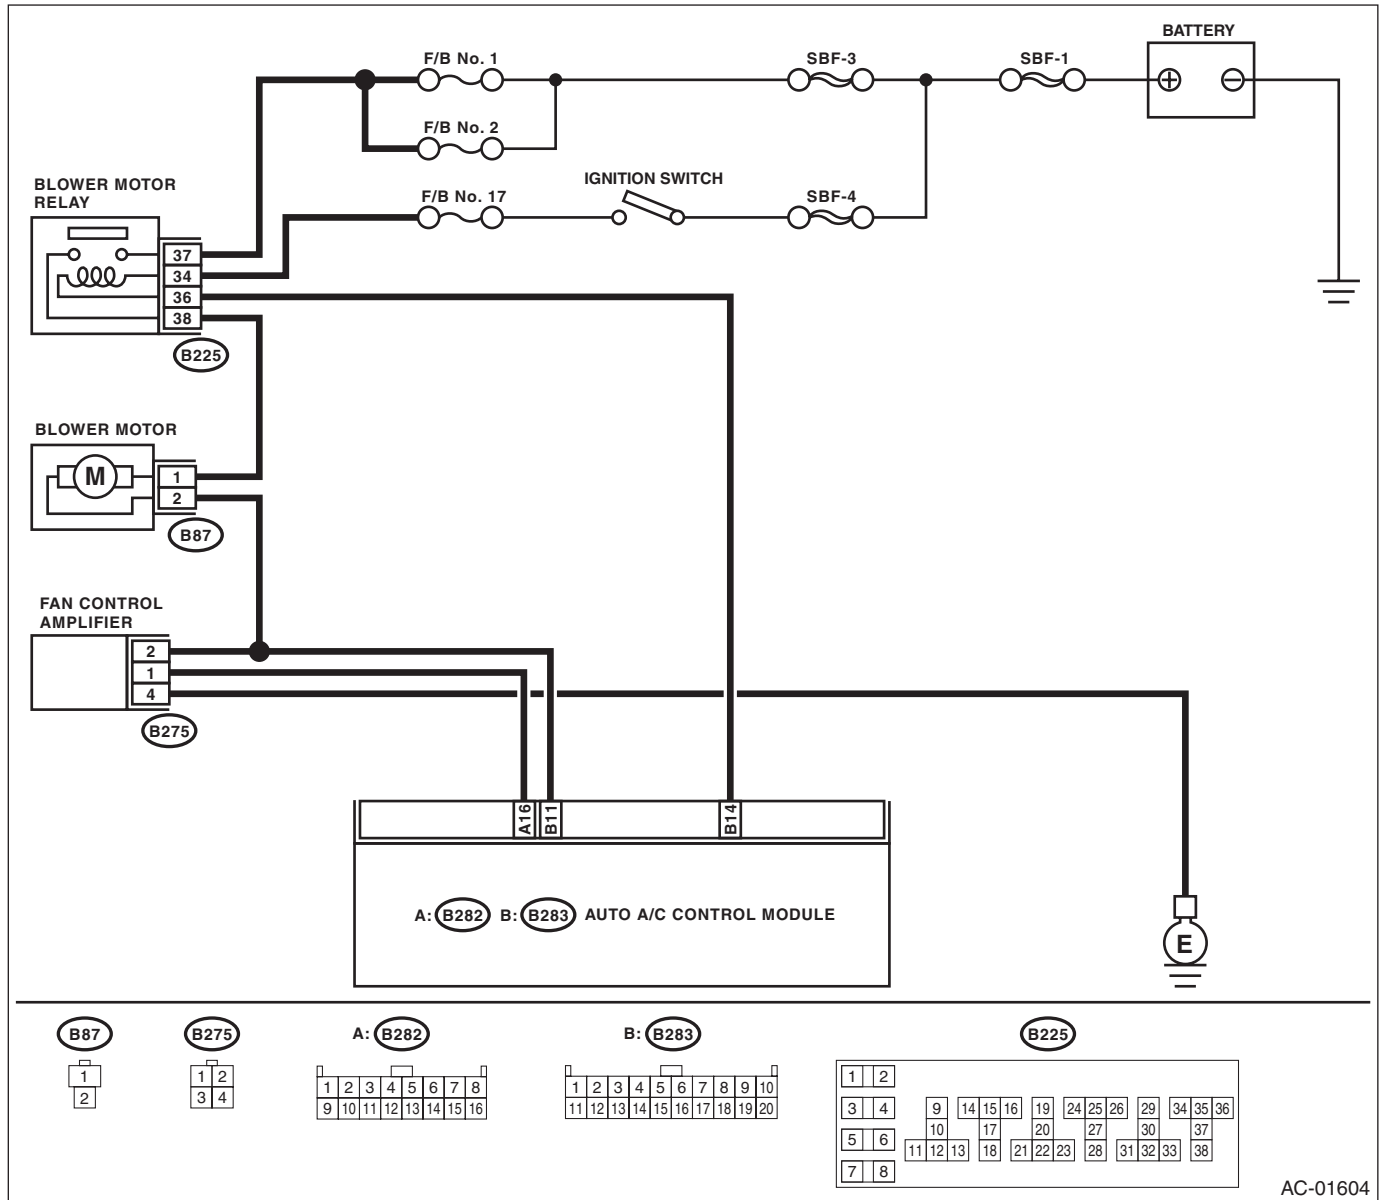 BATTERY
F/B No. 1
SBF-3
SBF-1
F/B No. 2
IGNITION SWITCH
F/B No. 17
SBF-4
BLOWER MOTOR
RELAY
37
34
36
38
B225
BLOWER MOTOR
M
1
2
B87
FAN CONTROL
AMPLIFIER
2
1
4
B275
A16 B11 B14
A: B282 B: B283 AUTO A/C CONTROL MODULE
E
B87
1
2
B275
1 2
3 4
A: B282
1 2 3 4 5 6 7 8
9 10 11 12 13 14 15 16
B: B283
1 2 3 4 5 6 7 8 9 10
11 12 13 14 15 16 17 18 19 20
B225
1 2
3 4 9 14 15 16 19 24 25 26 29 34 35 36
10 17 20 27 30 37
5 6 11 12 13 18 21 22 23 28 31 32 33 38
7 8
AC-01604